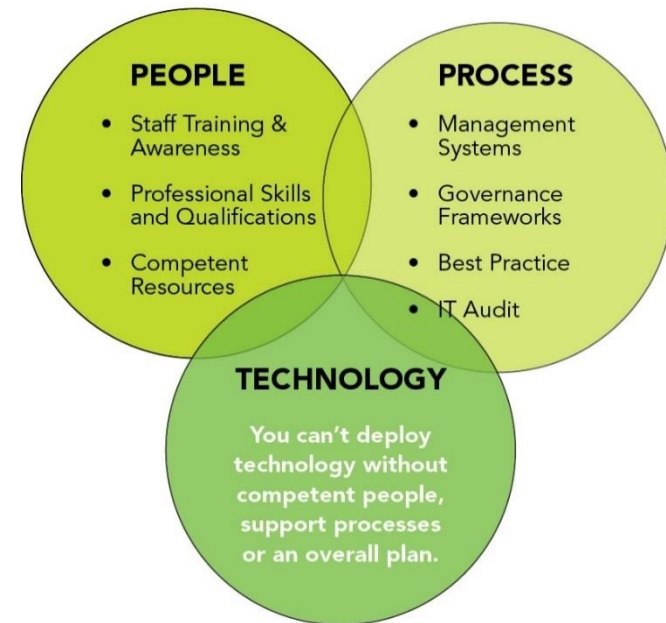 PEOPLE
• Staff Training &
Awareness
• Professional Skills
and Qualifications
• Competent
Resources
PROCESS
• Management
Systems
• Governance
Frameworks
• Best Practice
• IT Audit
TECHNOLOGY
You can’t deploy
technology without
competent people,
support processes
or an overall plan.